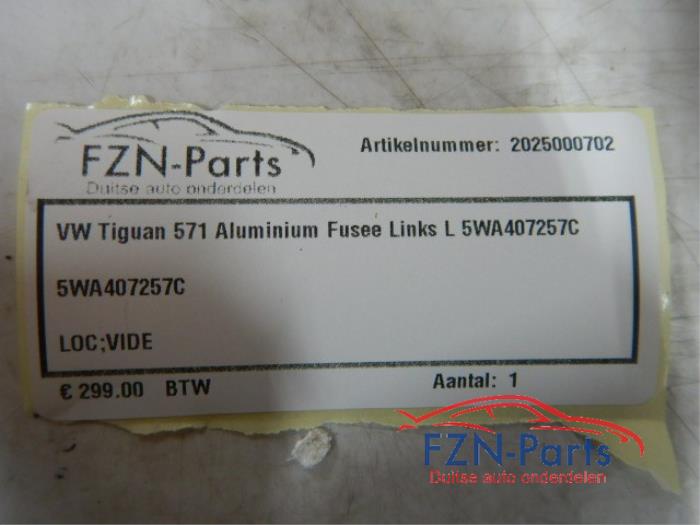 FZN-Parts
Duitse auto onderdelen
Artikelnummer: 2025000702
VW Tiguan 571 Aluminium Fusee Links L 5WA407257C
5WA407257C
LOC;VIDE
€ 299.00 BTW
Aantal: 1
FZN-Parts
Duitse auto onderdelen